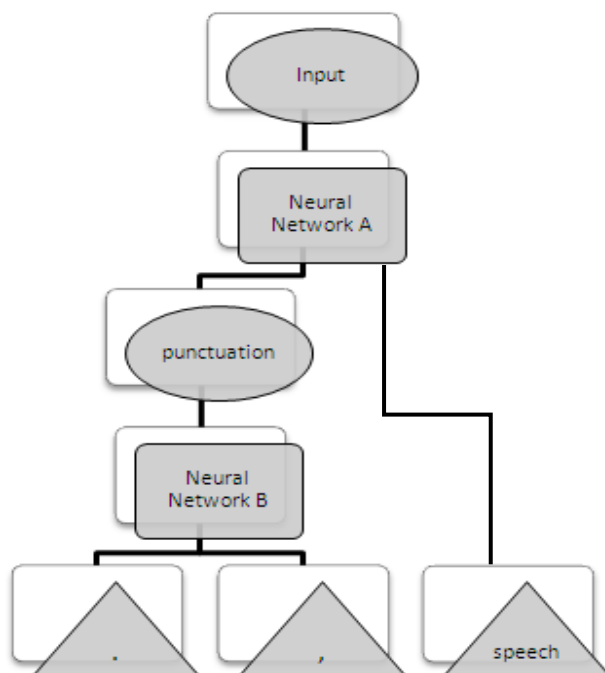 Input
Neural
Network A
punctuation
Neural
Network B
.
,
speech